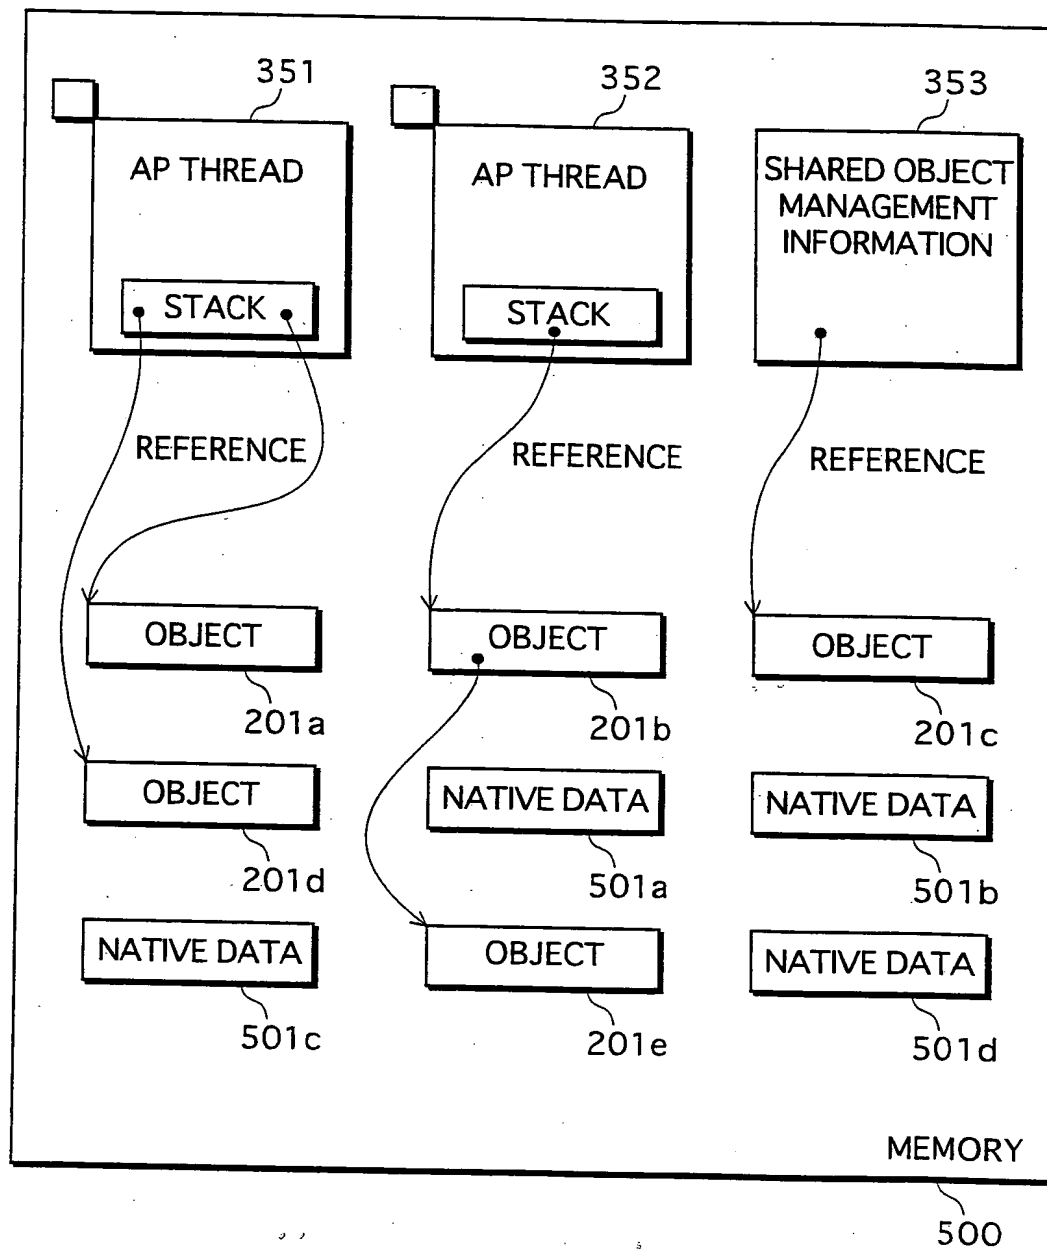 351
352
353
AP THREAD
AP THREAD
SHARED OBJECT
MANAGEMENT
INFORMATION
STACK
STACK
REFERENCE
REFERENCE
REFERENCE
OBJECT
OBJECT
OBJECT
201a
201b
201c
OBJECT
NATIVE DATA
NATIVE DATA
201d
501a
501b
NATIVE DATA
OBJECT
NATIVE DATA
501c
201e
501d
MEMORY
500